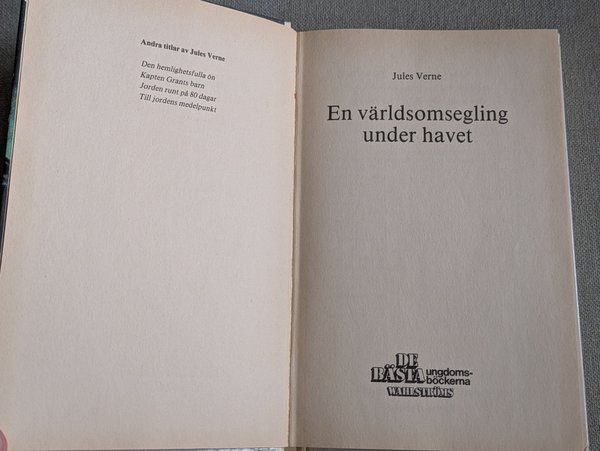 Andra titlar av Jules Verne
Den hemlighetsfulla ön
Kapten Grants barn
Jorden runt på 80 dagar
Till jordens medelpunkt
Jules Verne
En världsomsegling
under havet
DE
BÄSTA ungdoms-
böckerna
WAHLSTRÖMS